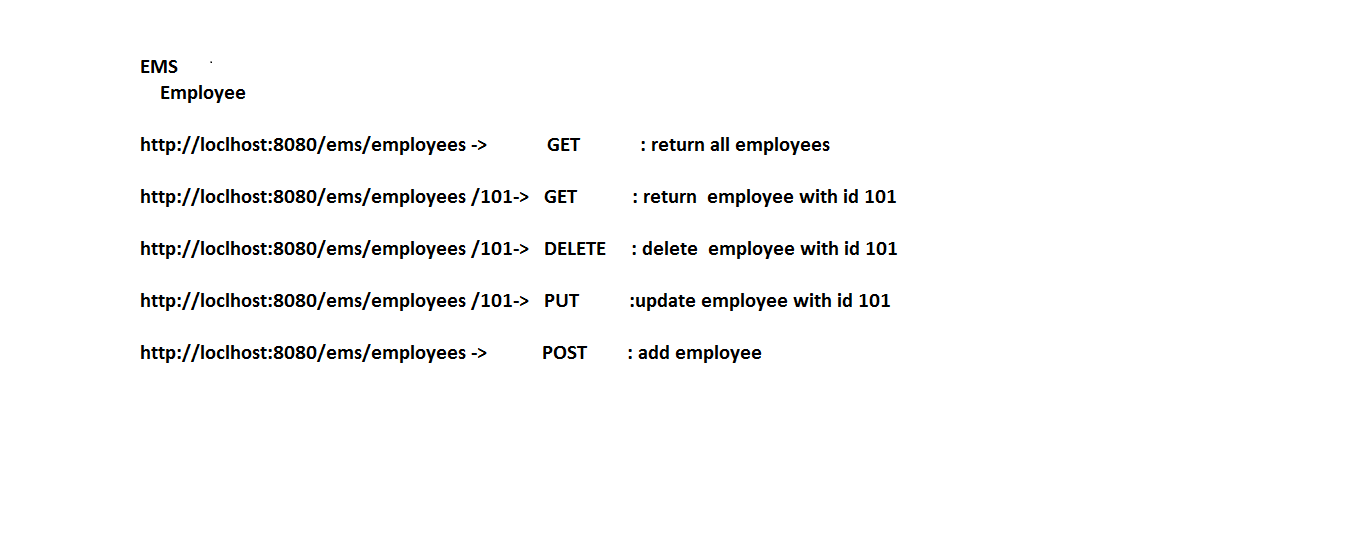 EMS
Employee
http://loclhost:8080/ems/employees -> GET : return all employees
http://loclhost:8080/ems/employees /101-> GET : return employee with id 101
http://loclhost:8080/ems/employees /101-> DELETE : delete employee with id 101
http://loclhost:8080/ems/employees /101-> PUT :update employee with id 101
http://loclhost:8080/ems/employees -> POST : add employee